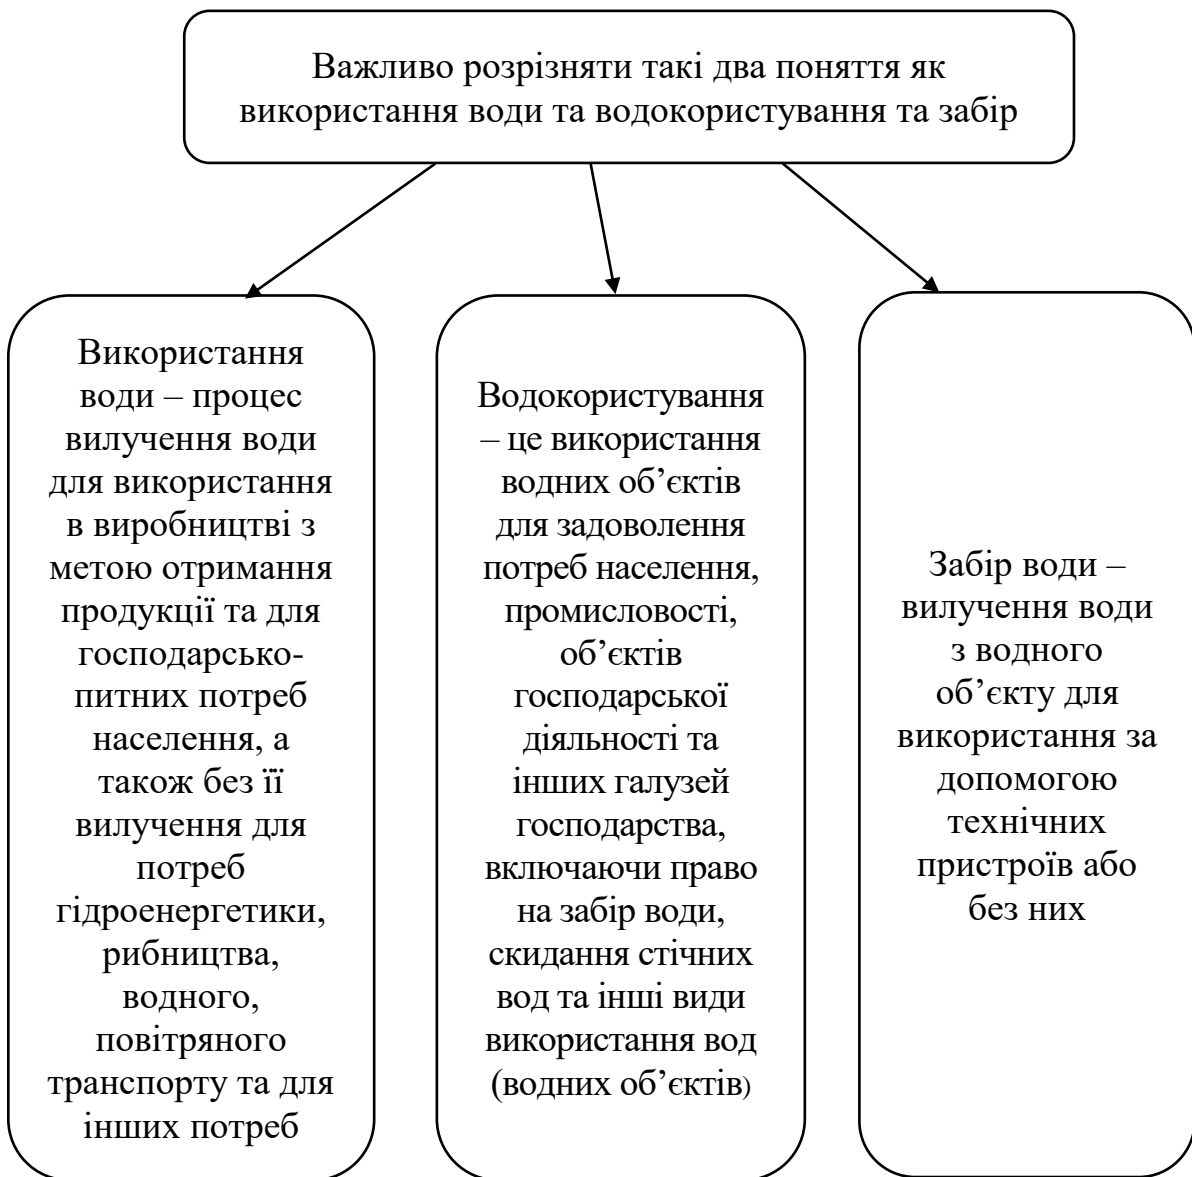 Важливо розрізняти такі два поняття як
використання води та водокористування та забір
Використання
води – процес
вилучення води
для використання
в виробництві з
метою отримання
продукції та для
господарсько-
питних потреб
населення, а
також без її
вилучення для
потреб
гідроенергетики,
рибництва,
водного,
повітряного
транспорту та для
інших потреб
Водокористування
– це використання
водних об’єктів
для задоволення
потреб населення,
промисловості,
об’єктів
господарської
діяльності та
інших галузей
господарства,
включаючи право
на забір води,
скидання стічних
вод та інші види
використання вод
(водних об’єктів)
Забір води –
вилучення води
з водного
об’єкту для
використання за
допомогою
технічних
пристроїв або
без них